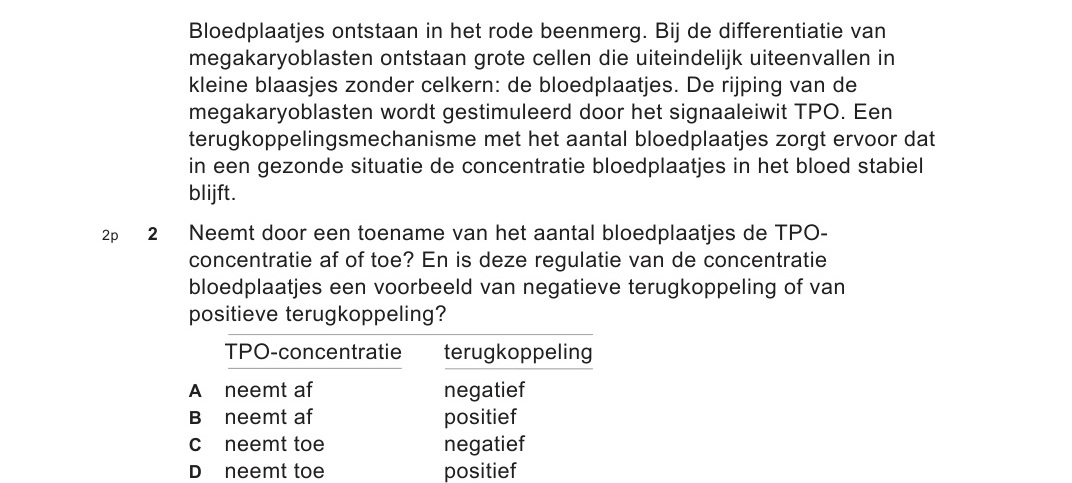 Bloedplaatjes ontstaan in het rode beenmerg. Bij de differentiatie van
megakaryoblasten ontstaan grote cellen die uiteindelijk uiteenvallen in
kleine blaasjes zonder celkern: de bloedplaatjes. De rijping van de
megakaryoblasten wordt gestimuleerd door het signaaleiwit TPO. Een
terugkoppelingsmechanisme met het aantal bloedplaatjes zorgt ervoor dat
in een gezonde situatie de concentratie bloedplaatjes in het bloed stabiel
blijft.
2p 2 Neemt door een toename van het aantal bloedplaatjes de TPO-
concentratie af of toe? En is deze regulatie van de concentratie
bloedplaatjes een voorbeeld van negatieve terugkoppeling of van
positieve terugkoppeling?
TPO-concentratie terugkoppeling
A neemt af negatief
B neemt af positief
C neemt toe negatief
D neemt toe positief